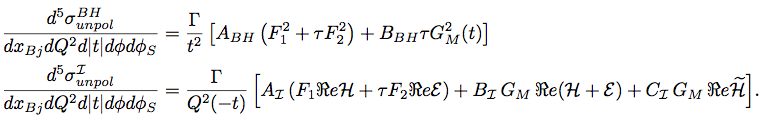 \frac{d^5\sigma^{BH}_{unpol}}{dx_{Bj}dQ^2d|t|d\phi d\phi_S} = \frac{\Gamma}{t^2} \left[ A_{BH} \left( F_1^2 + \tau F_2^2 \right) + B_{BH} \tau G_M^2(t) \right]
\frac{d^5\sigma^{\mathcal{I}}_{unpol}}{dx_{Bj}dQ^2d|t|d\phi d\phi_S} = \frac{\Gamma}{Q^2(-t)} \left[ A_{\mathcal{I}} \left( F_1 \Re e\mathcal{H} + \tau F_2 \Re e\mathcal{E} \right) + B_{\mathcal{I}} \, G_M \, \Re e(\mathcal{H} + \mathcal{E}) + C_{\mathcal{I}} \, G_M \, \Re e\widetilde{\mathcal{H}} \right].